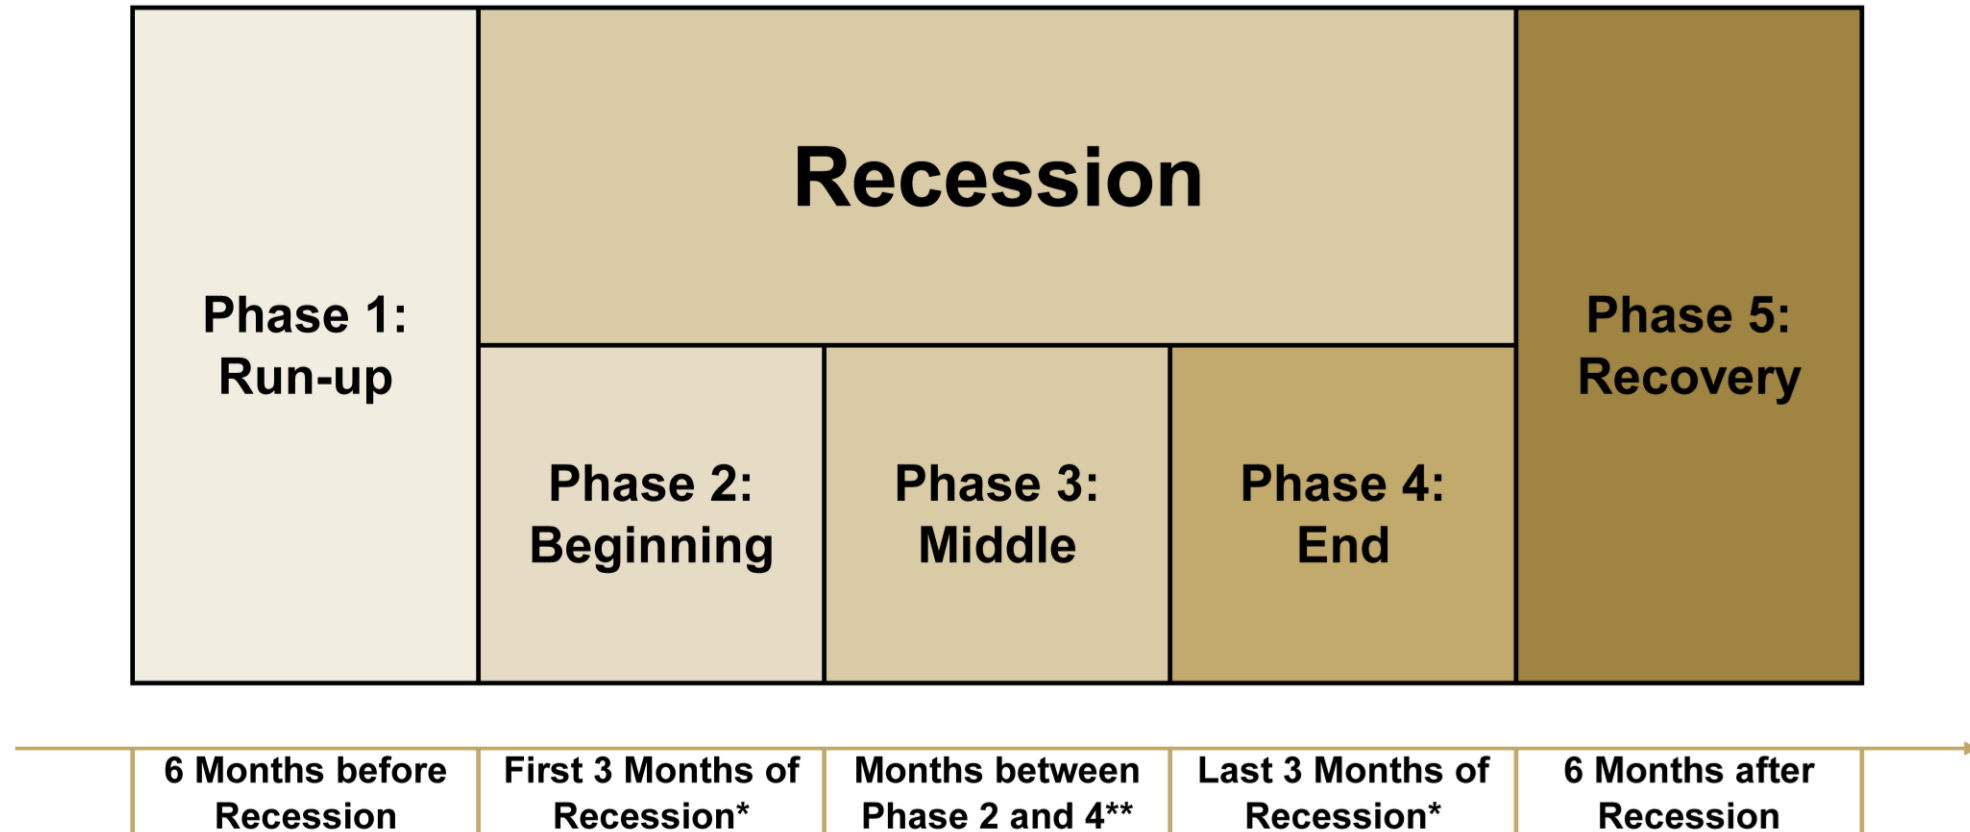 Recession
Phase 1:
Run-up
Phase 5:
Recovery
Phase 2:
Beginning
Phase 3:
Middle
Phase 4:
End
6 Months before
Recession
First 3 Months of
Recession*
Months between
Phase 2 and 4**
Last 3 Months of
Recession*
6 Months after
Recession